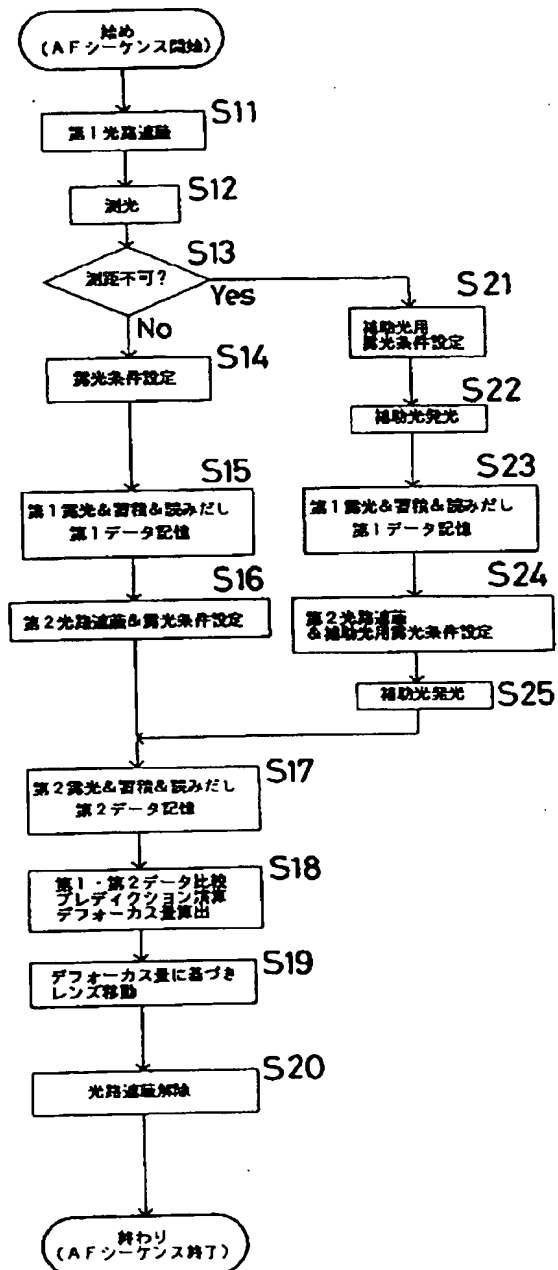 始め
(AFシーケンス開始)
S11
第1光路遮蔽
S12
測光
S13
測距不可?
Yes
No
S14
露光条件設定
S15
第1露光&蓄積&読みだし
第1データ記憶
S16
第2光路遮蔽&露光条件設定
S21
補助光用
露光条件設定
S22
補助光発光
S23
第1露光&蓄積&読みだし
第1データ記憶
S24
第2光路遮蔽
&補助光用露光条件設定
S25
補助光発光
S17
第2露光&蓄積&読みだし
第2データ記憶
S18
第1・第2データ比較
プレディクション演算
デフォーカス量算出
S19
デフォーカス量に基づき
レンズ移動
S20
光路遮蔽解除
終わり
(AFシーケンス終了)